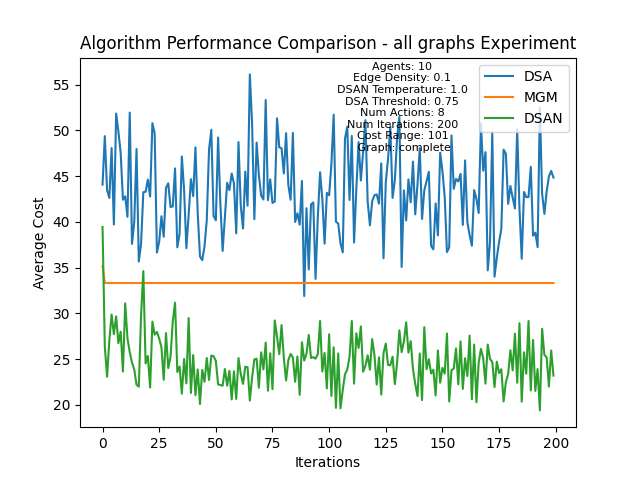 Algorithm Performance Comparison - all graphs Experiment
Agents: 10
Edge Density: 0.1
DSAN Temperature: 1.0
DSA Threshold: 0.75
Num Actions: 8
Num Iterations: 200
Cost Range: 101
Graph: complete
DSA
MGM
DSAN
Average Cost
55
50
45
40
35
30
25
20
0
25
50
75
100
125
150
175
200
Iterations